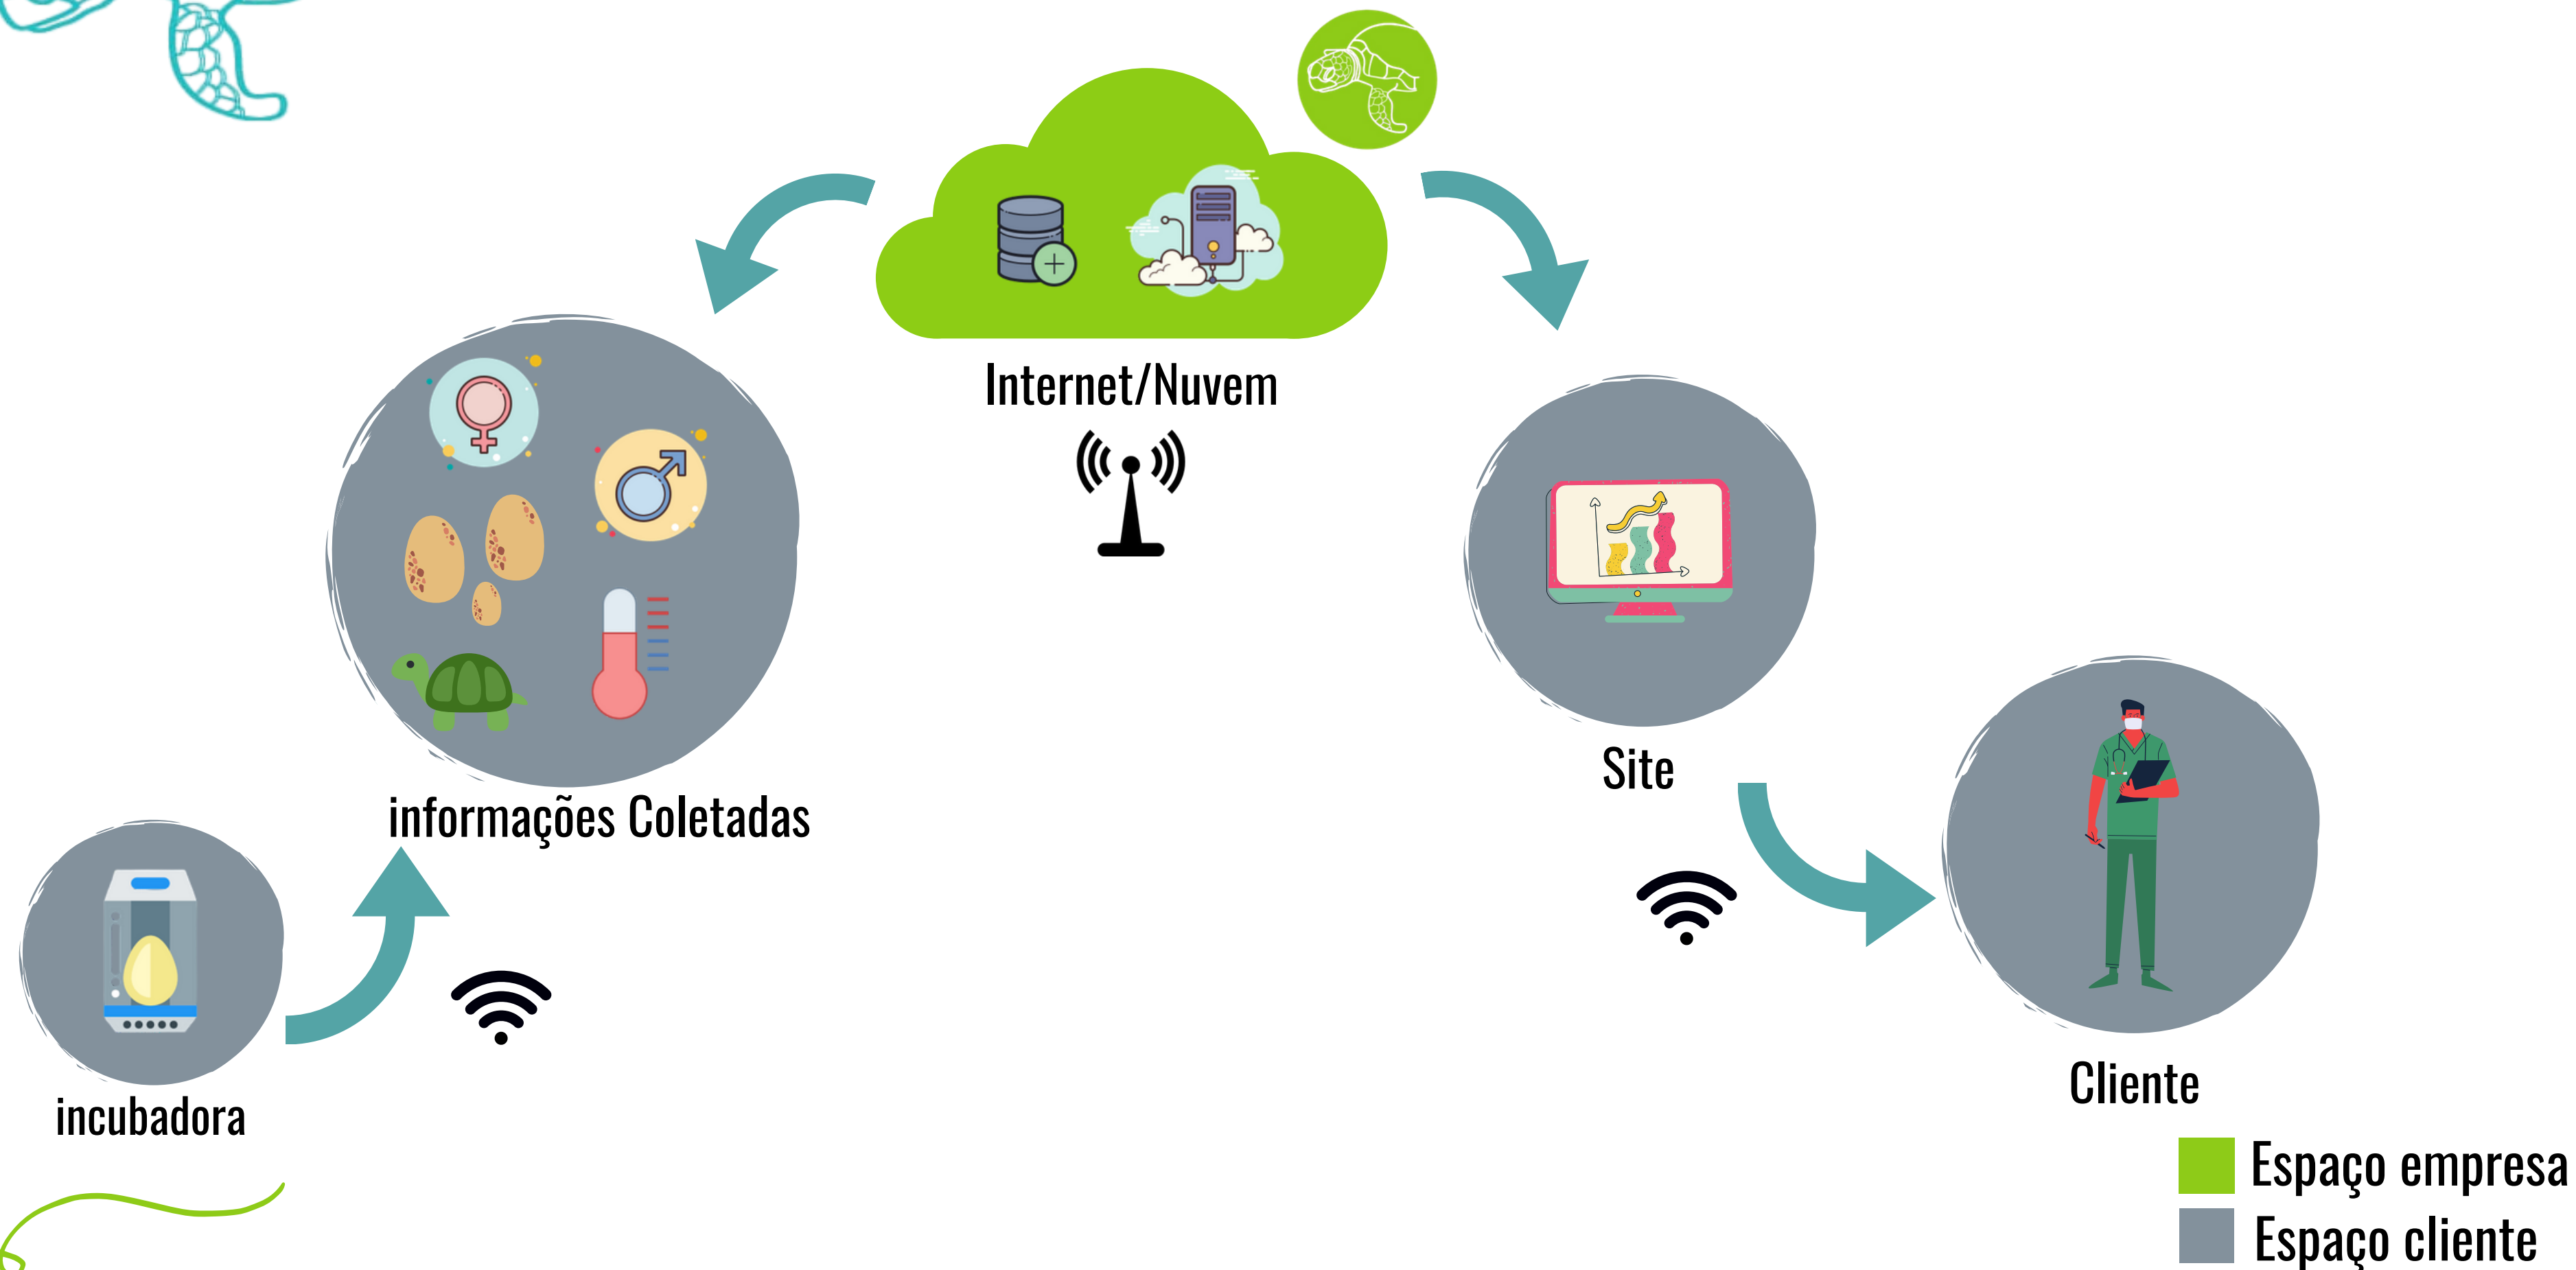 Internet/Nuvem
informações Coletadas
Site
incubadora
Cliente
Espaço empresa
Espaço cliente